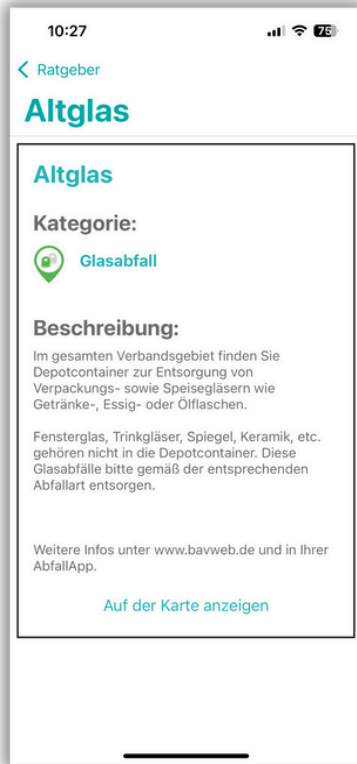 10:27
75
Ratgeber
Altglas
Altglas
Kategorie:
Glasabfall
Beschreibung:
Im gesamten Verbandsgebiet finden Sie
Depotcontainer zur Entsorgung von
Verpackungs- sowie Speisegläsern wie
Getränke-, Essig- oder Ölflaschen.
Fensterglas, Trinkgläser, Spiegel, Keramik, etc.
gehören nicht in die Depotcontainer. Diese
Glasabfälle bitte gemäß der entsprechenden
Abfallart entsorgen.
Weitere Infos unter www.bavweb.de und in Ihrer
AbfallApp.
Auf der Karte anzeigen